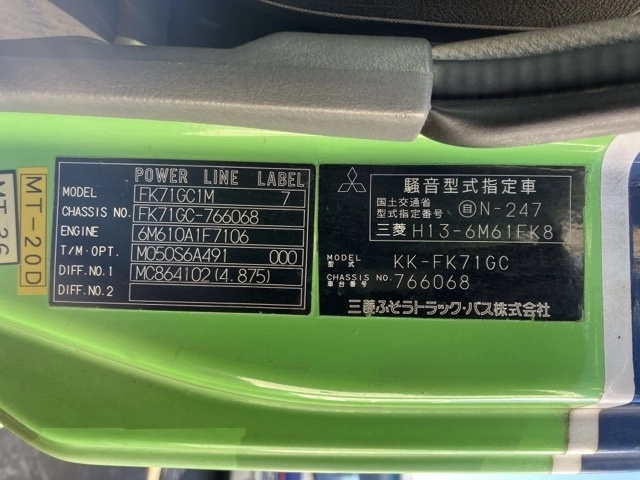 MT-26
MT-20D
POWER LINE LABEL
MODEL FK71GC1M 7
CHASSIS NO. FK71GC-766068
ENGINE 6M610A1F7106
T/M・OPT. M050S6A491 000
DIFF.NO.1 MC864102(4.875)
DIFF.NO.2
騒音型式指定車
国土交通省
型式指定番号 自N-247
三菱 H13-6M61FK8
MODEL
型式 KK-FK71GC
CHASSIS NO.
車台番号 766068
三菱ふそうトラック・バス株式会社